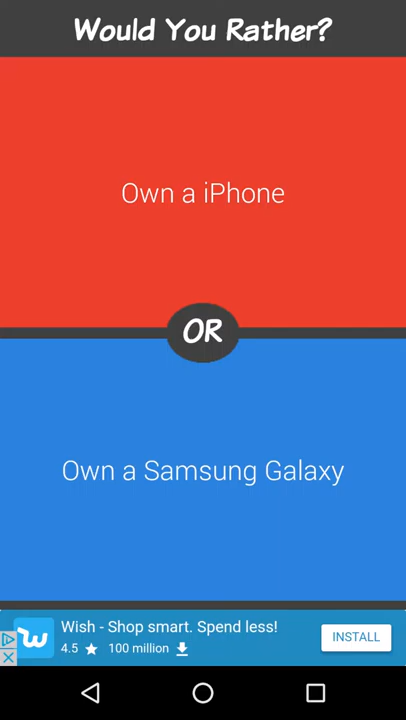 Would You Rather?
Own a iPhone
OR
Own a Samsung Galaxy
Wish - Shop smart. Spend less!
4.5 ★ 100 million
INSTALL